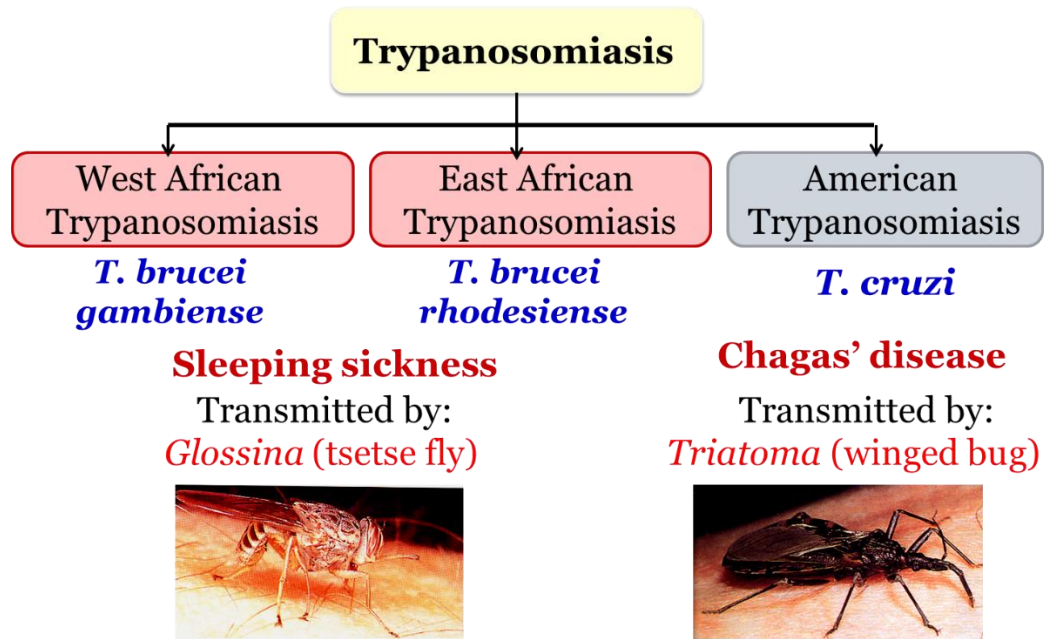 Trypanosomiasis
West African
Trypanosomiasis
East African
Trypanosomiasis
American
Trypanosomiasis
T. brucei
gambiense
T. brucei
rhodesiense
T. cruzi
Sleeping sickness
Transmitted by:
Glossina (tsetse fly)
Chagas’ disease
Transmitted by:
Triatoma (winged bug)